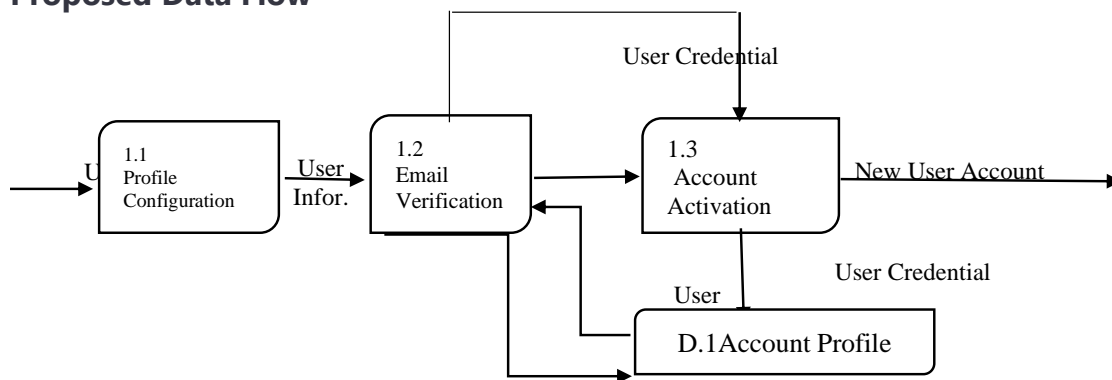 Proposed Data Flow
User Credential
1.1
Profile
Configuration
User
Infor.
1.2
Email
Verification
1.3
Account
Activation
New User Account
User Credential
User
D.1Account Profile